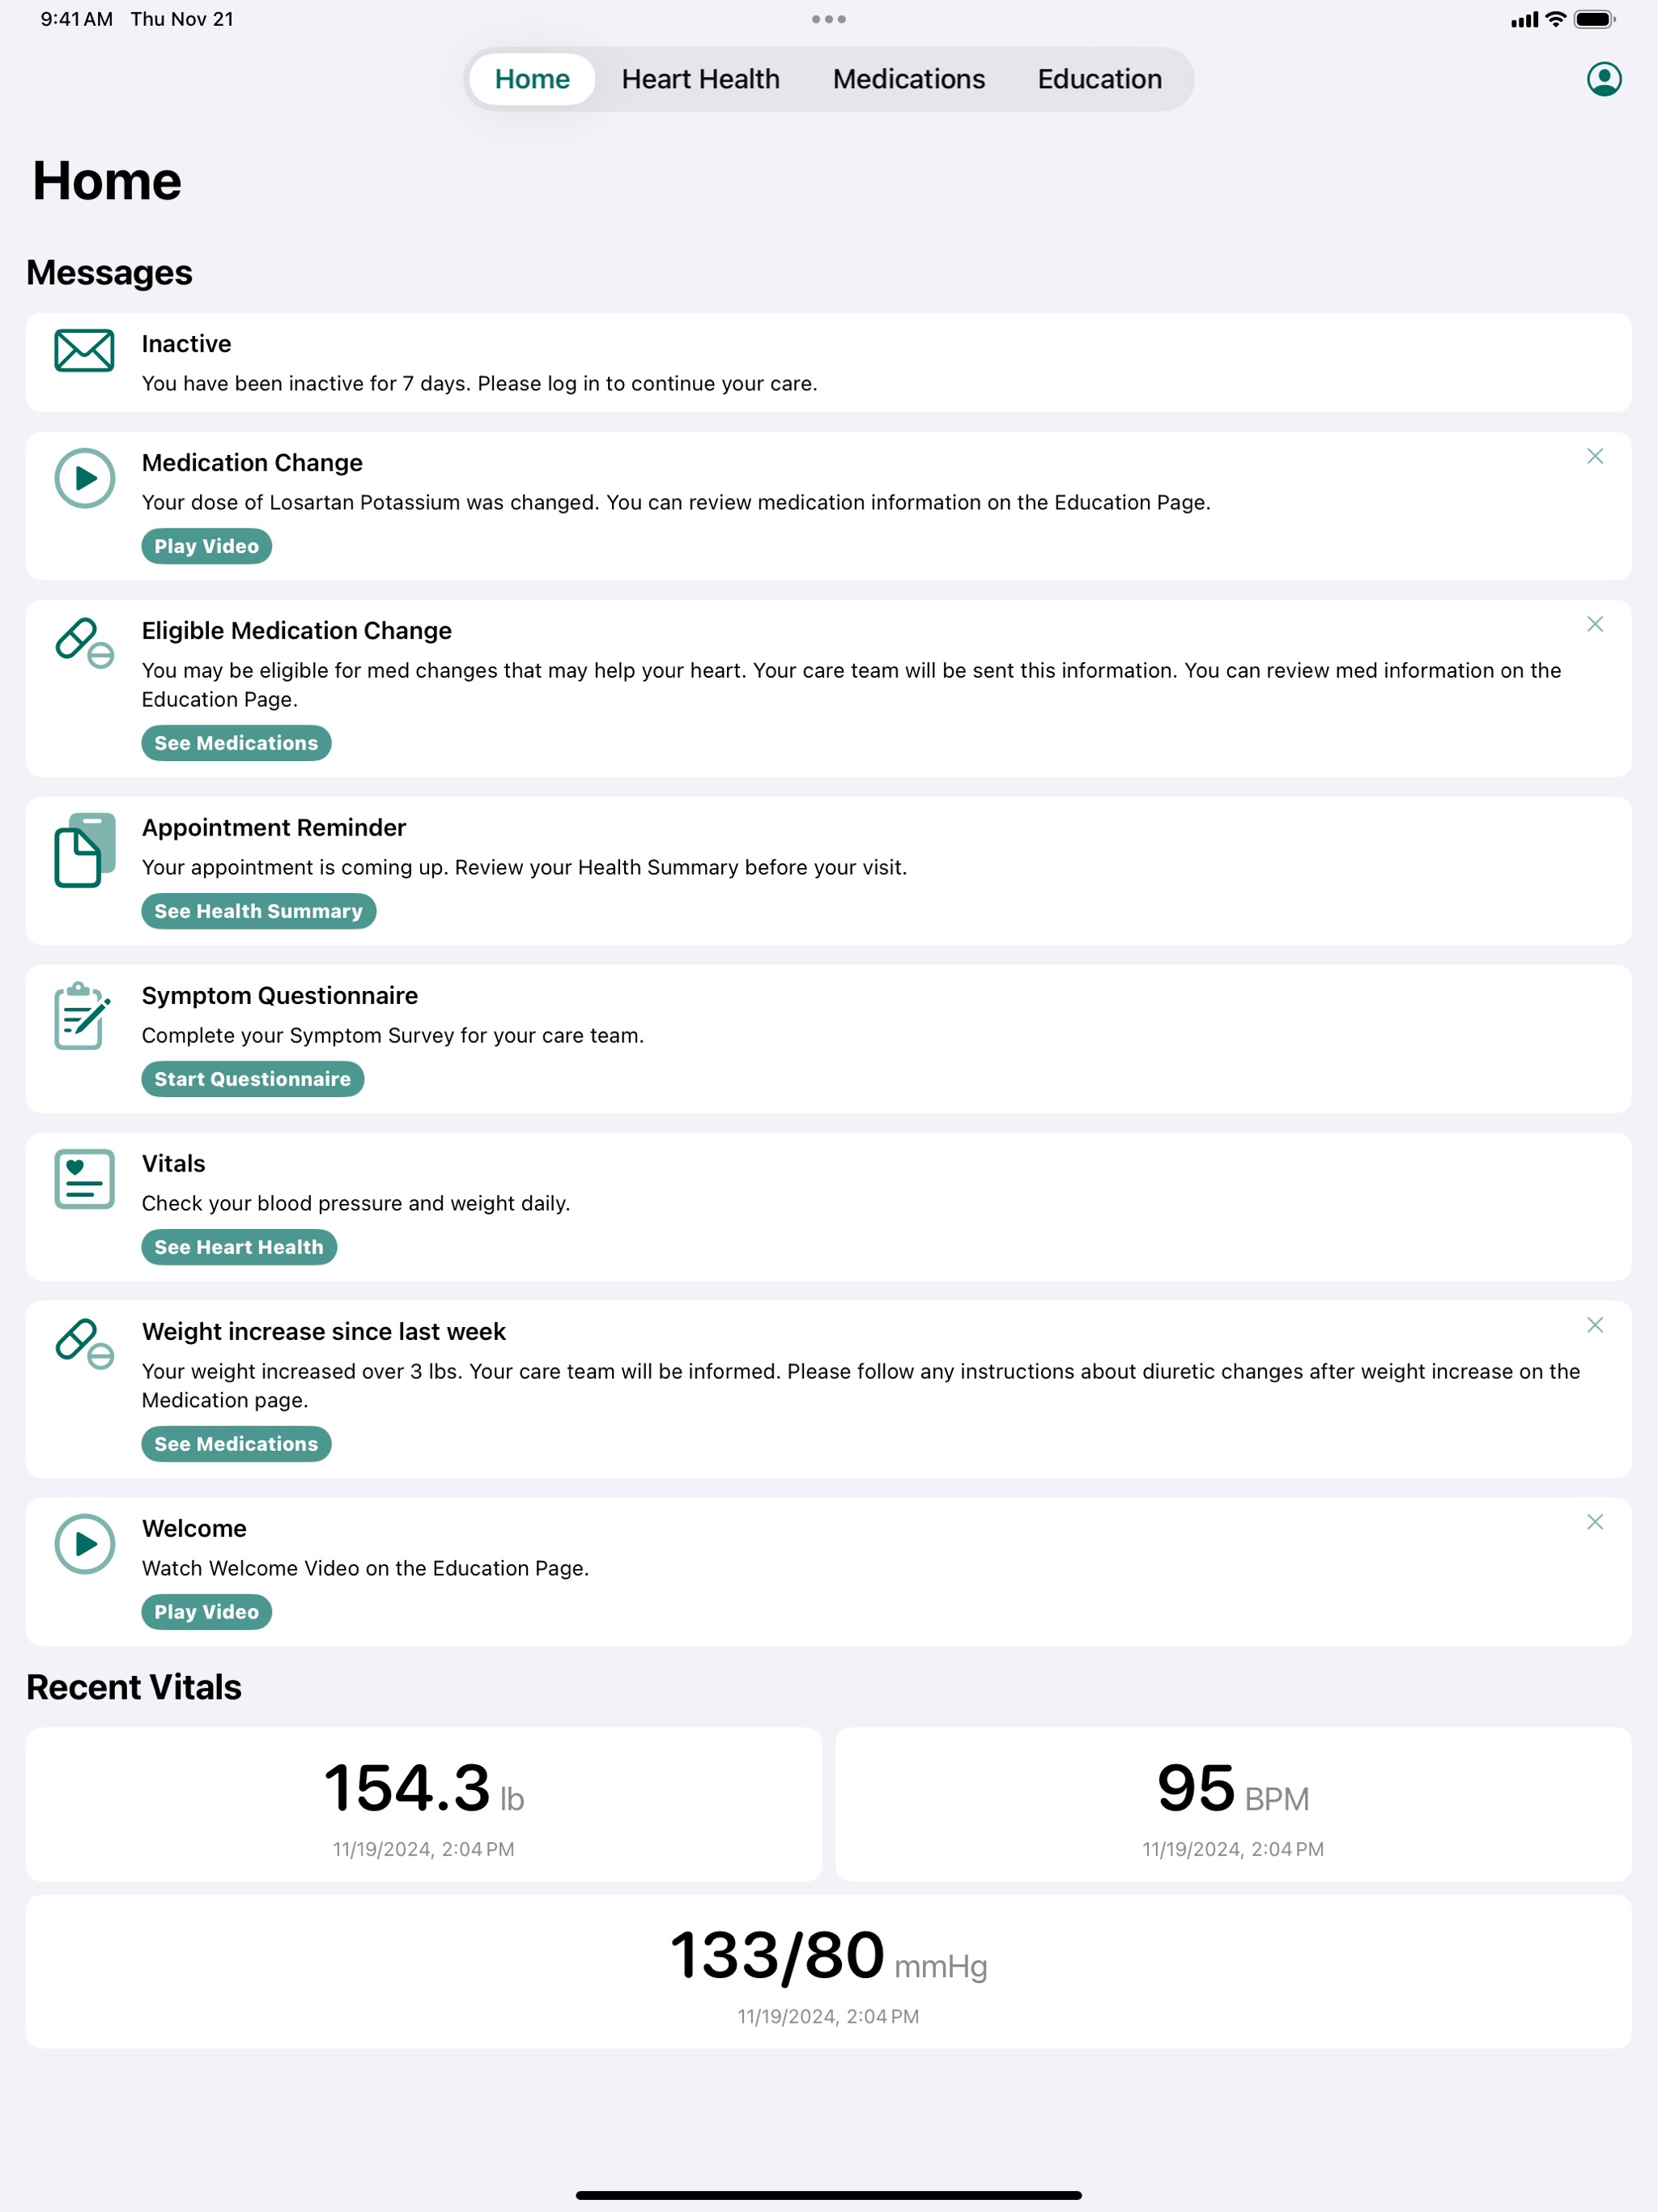 9:41 AM Thu Nov 21
Home Heart Health Medications Education
Home
Messages
Inactive
You have been inactive for 7 days. Please log in to continue your care.
Medication Change
Your dose of Losartan Potassium was changed. You can review medication information on the Education Page.
Play Video
Eligible Medication Change
You may be eligible for med changes that may help your heart. Your care team will be sent this information. You can review med information on the
Education Page.
See Medications
Appointment Reminder
Your appointment is coming up. Review your Health Summary before your visit.
See Health Summary
Symptom Questionnaire
Complete your Symptom Survey for your care team.
Start Questionnaire
Vitals
Check your blood pressure and weight daily.
See Heart Health
Weight increase since last week
Your weight increased over 3 lbs. Your care team will be informed. Please follow any instructions about diuretic changes after weight increase on the
Medication page.
See Medications
Welcome
Watch Welcome Video on the Education Page.
Play Video
Recent Vitals
154.3 lb
11/19/2024, 2:04 PM
95 BPM
11/19/2024, 2:04 PM
133/80 mmHg
11/19/2024, 2:04 PM